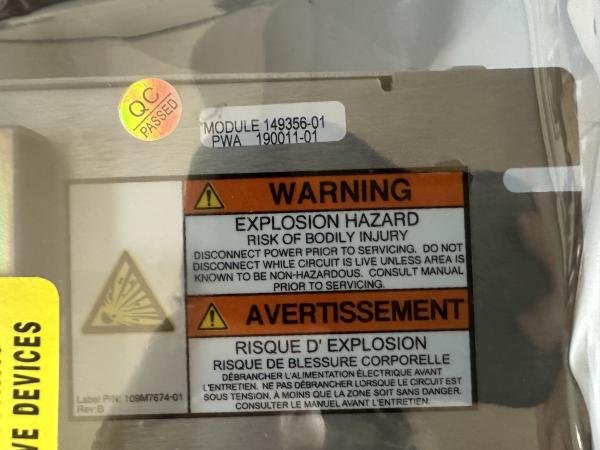 QC
PASSED
MODULE 149356-01
PWA 190011-01
WARNING
EXPLOSION HAZARD
RISK OF BODILY INJURY
DISCONNECT POWER PRIOR TO SERVICING. DO NOT
DISCONNECT WHILE CIRCUIT IS LIVE UNLESS AREA IS
KNOWN TO BE NON-HAZARDOUS. CONSULT MANUAL
PRIOR TO SERVICING.
AVERTISSEMENT
RISQUE D' EXPLOSION
RISQUE DE BLESSURE CORPORELLE
DÉBRANCHER L'ALIMENTATION ÉLECTRIQUE AVANT
L'ENTRETIEN. NE PAS DÉBRANCHER LORSQUE LE CIRCUIT EST
SOUS TENSION, À MOINS QUE LA ZONE SOIT SANS DANGER.
CONSULTER LE MANUEL AVANT L'ENTRETIEN.
Label P/N: 109M7674-01
Rev:B
VE DEVICES